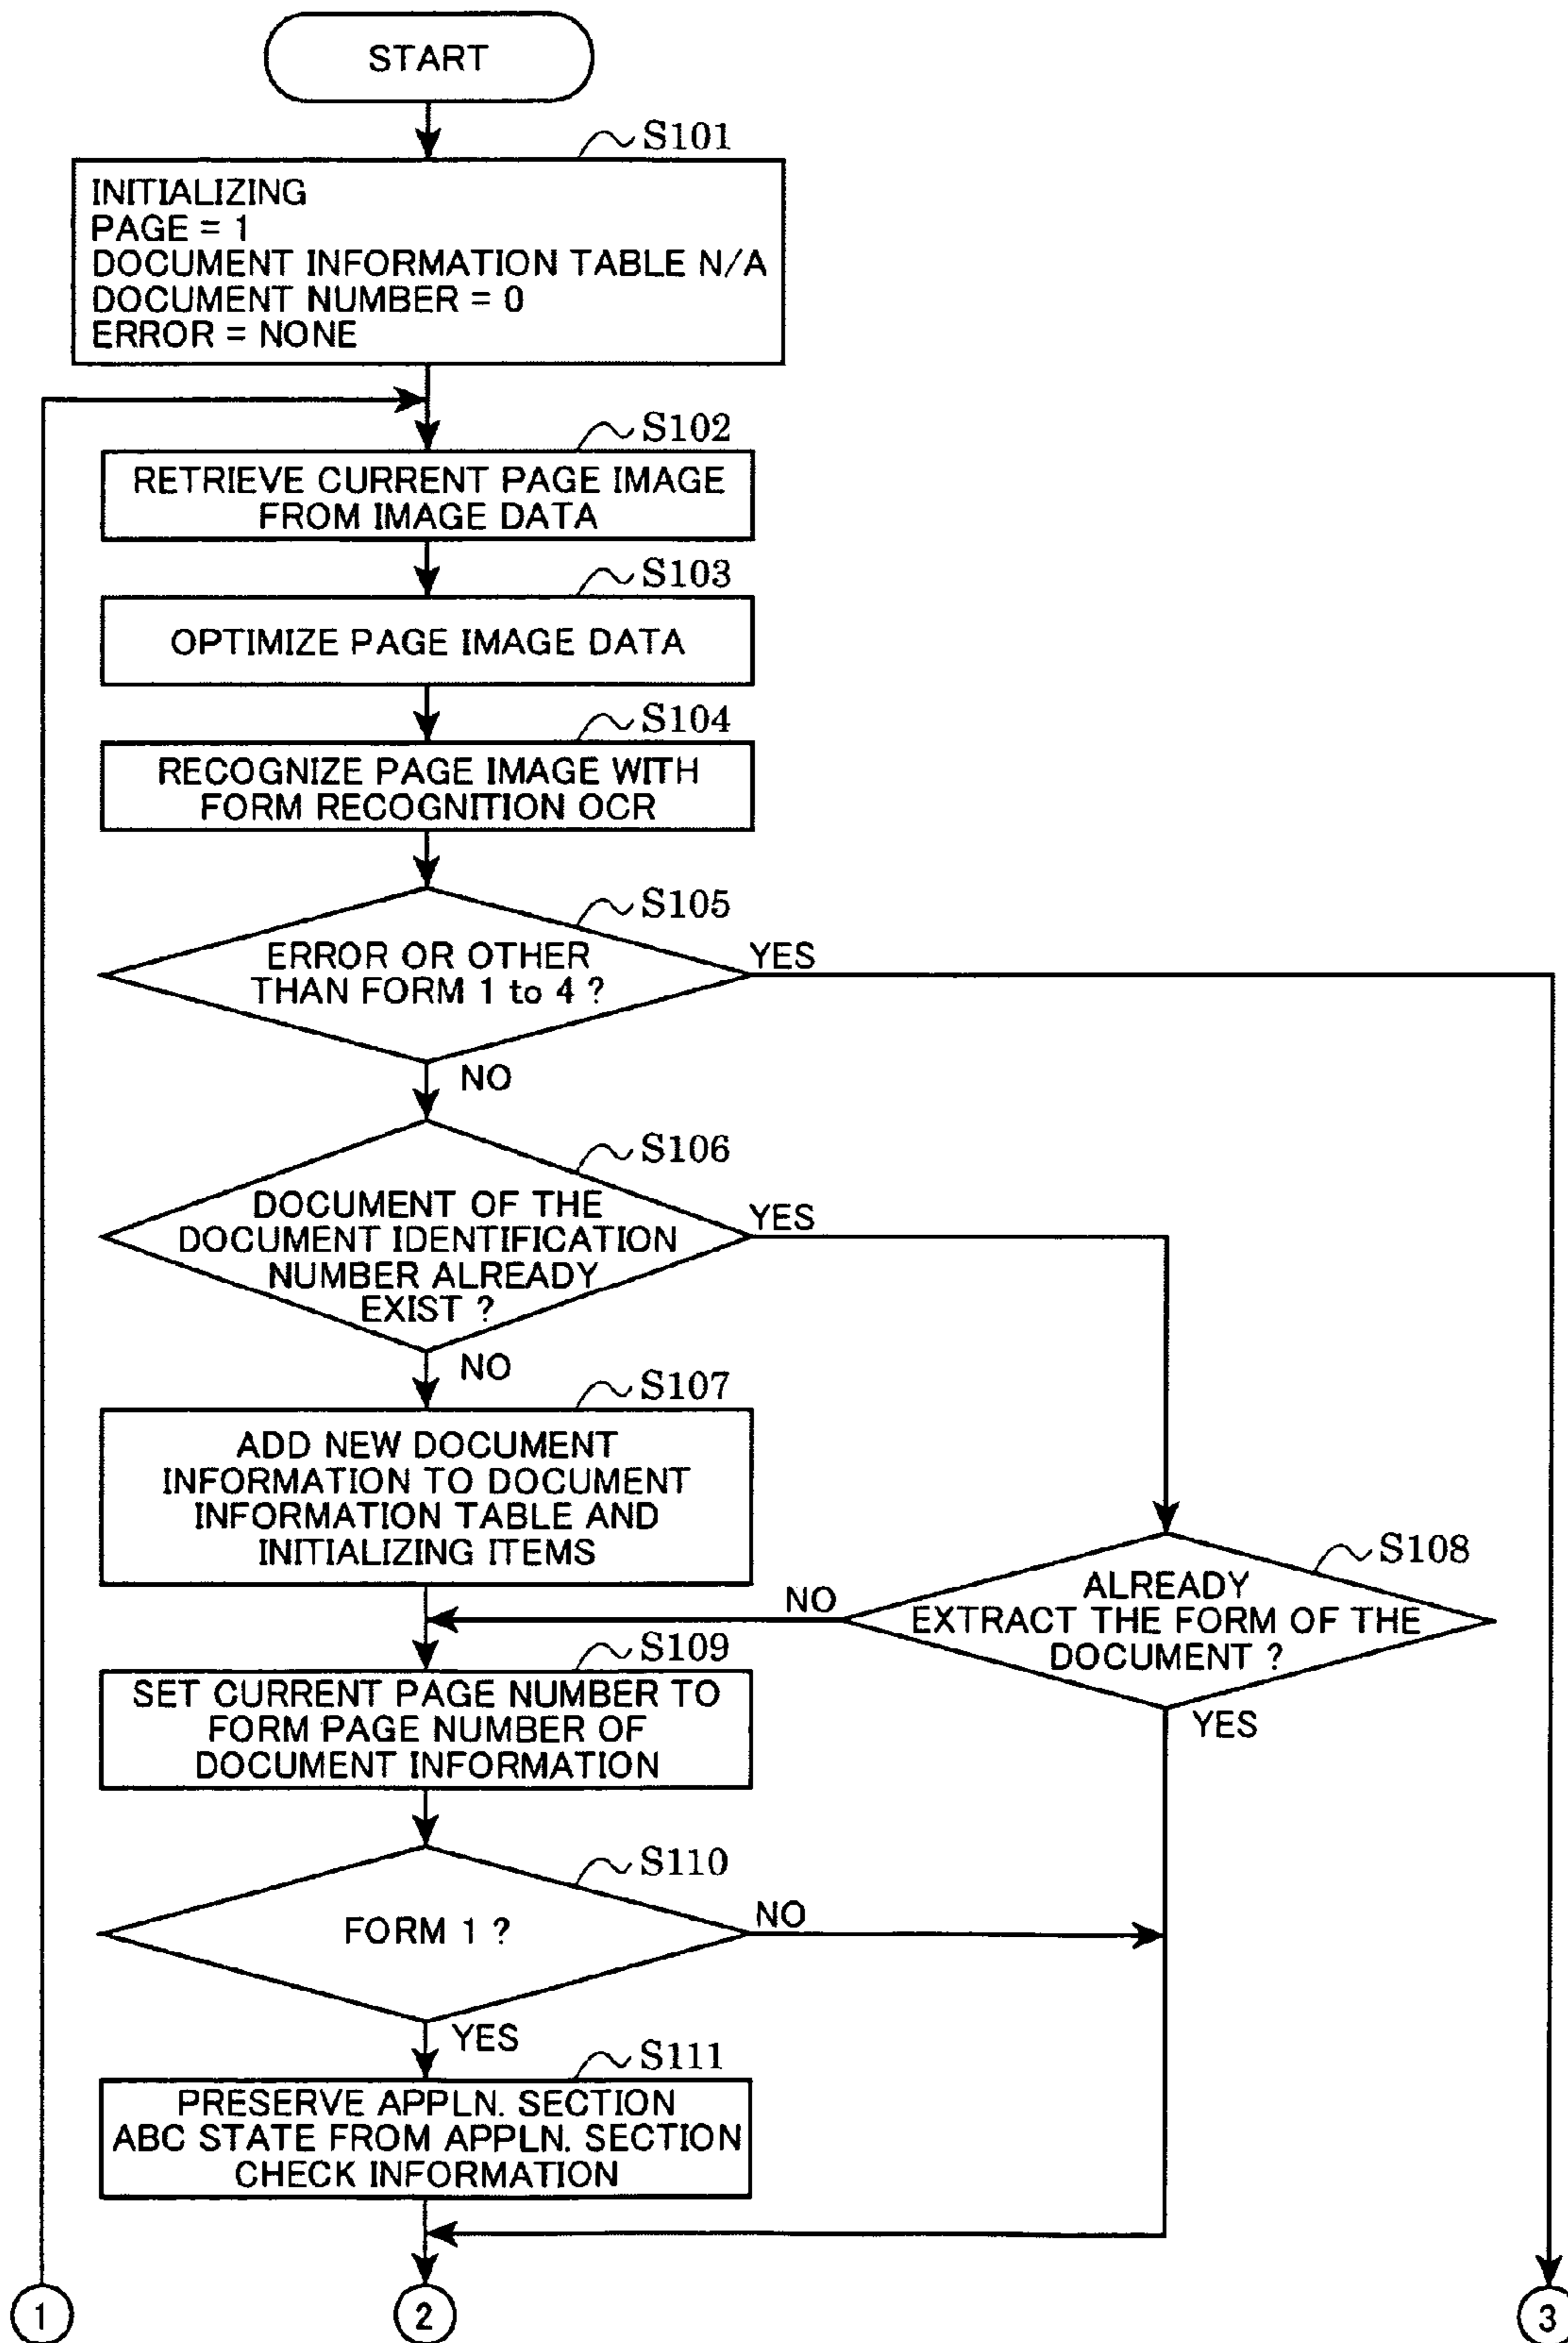 START
S101
INITIALIZING
PAGE = 1
DOCUMENT INFORMATION TABLE N/A
DOCUMENT NUMBER = 0
ERROR = NONE
S102
RETRIEVE CURRENT PAGE IMAGE
FROM IMAGE DATA
S103
OPTIMIZE PAGE IMAGE DATA
S104
RECOGNIZE PAGE IMAGE WITH
FORM RECOGNITION OCR
S105
ERROR OR OTHER
THAN FORM 1 to 4 ?
YES
NO
S106
DOCUMENT OF THE
DOCUMENT IDENTIFICATION
NUMBER ALREADY
EXIST ?
YES
NO
S107
ADD NEW DOCUMENT
INFORMATION TO DOCUMENT
INFORMATION TABLE AND
INITIALIZING ITEMS
S108
ALREADY
EXTRACT THE FORM OF THE
DOCUMENT ?
NO
YES
S109
SET CURRENT PAGE NUMBER TO
FORM PAGE NUMBER OF
DOCUMENT INFORMATION
S110
FORM 1 ?
NO
YES
S111
PRESERVE APPLN. SECTION
ABC STATE FROM APPLN. SECTION
CHECK INFORMATION
1
2
3